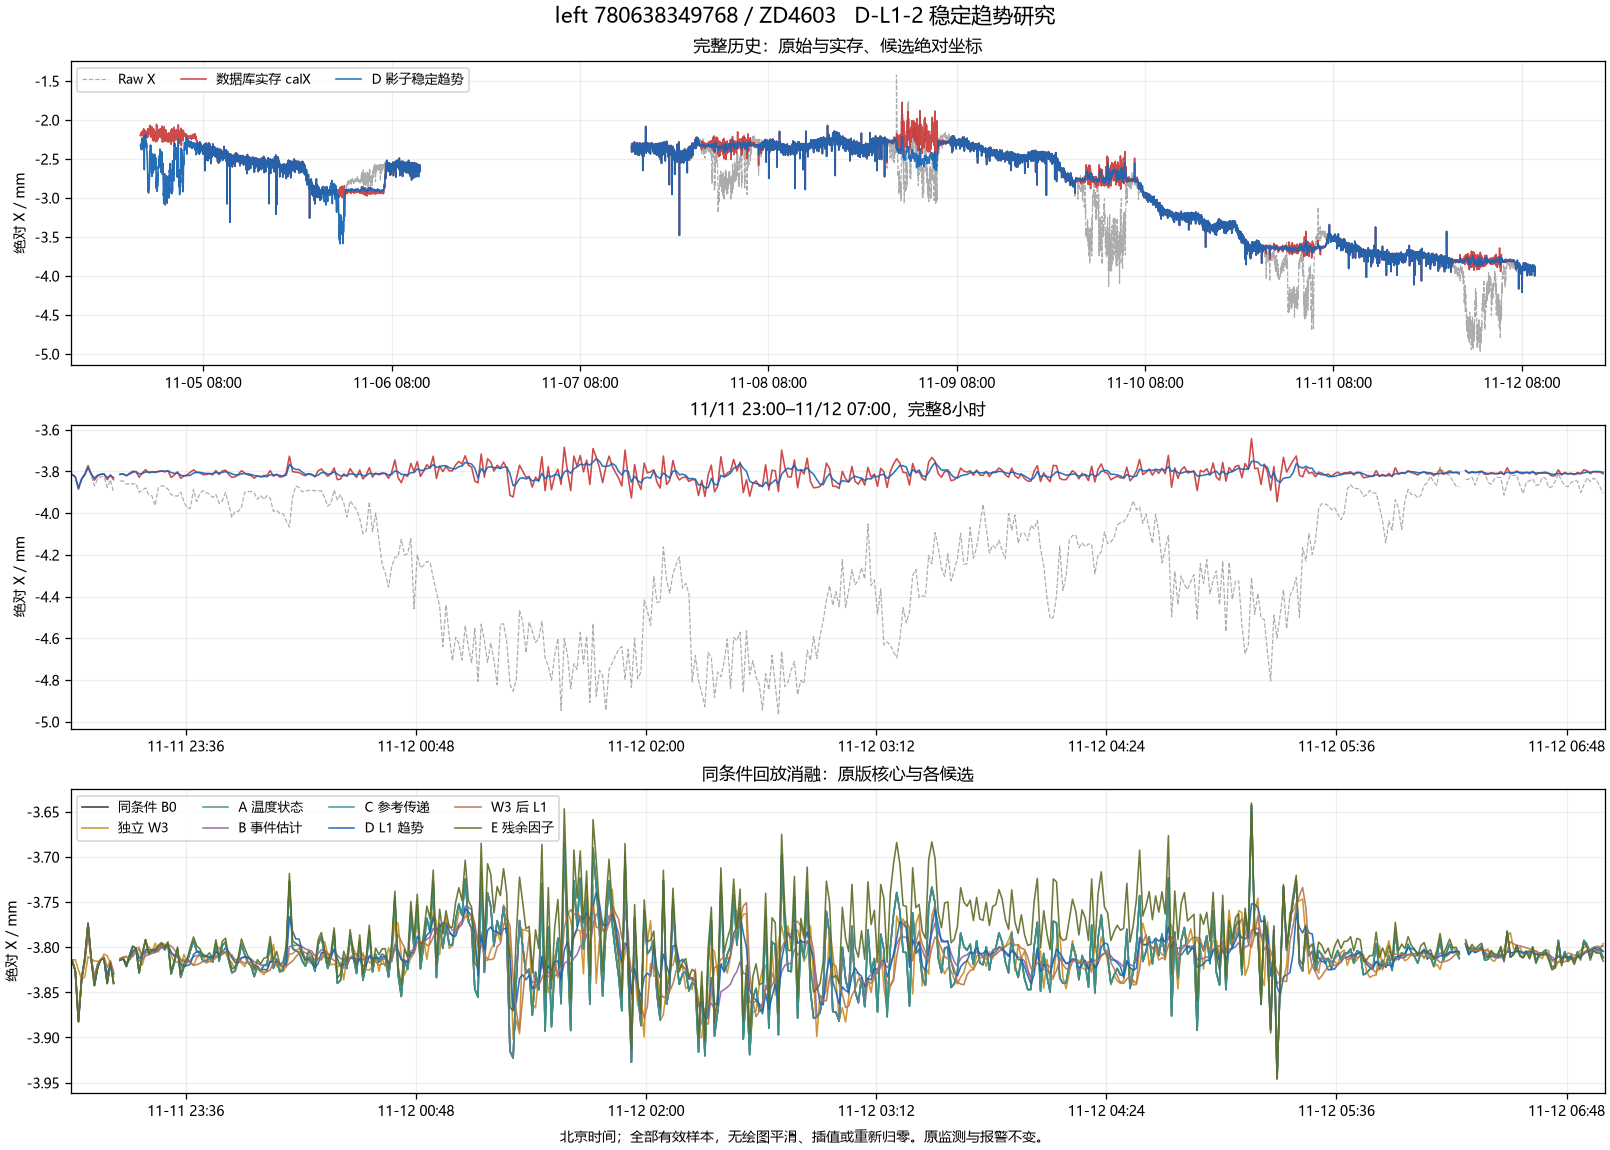 left 780638349768 / ZD4603   D-L1-2 稳定趋势研究
完整历史：原始与实存、候选绝对坐标
Raw X
数据库实存 calX
D 影子稳定趋势
绝对 X / mm
-1.5
-2.0
-2.5
-3.0
-3.5
-4.0
-4.5
-5.0
11-05 08:00
11-06 08:00
11-07 08:00
11-08 08:00
11-09 08:00
11-10 08:00
11-11 08:00
11-12 08:00
11/11 23:00–11/12 07:00，完整8小时
绝对 X / mm
-3.6
-3.8
-4.0
-4.2
-4.4
-4.6
-4.8
-5.0
11-11 23:36
11-12 00:48
11-12 02:00
11-12 03:12
11-12 04:24
11-12 05:36
11-12 06:48
同条件回放消融：原版核心与各候选
同条件 B0
A 温度状态
C 参考传递
W3 后 L1
独立 W3
B 事件估计
D L1 趋势
E 残余因子
绝对 X / mm
-3.65
-3.70
-3.75
-3.80
-3.85
-3.90
-3.95
11-11 23:36
11-12 00:48
11-12 02:00
11-12 03:12
11-12 04:24
11-12 05:36
11-12 06:48
北京时间；全部有效样本，无绘图平滑、插值或重新归零。原监测与报警不变。